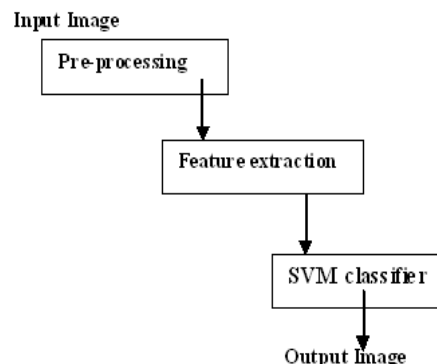 Input Image
Pre-processing
Feature extraction
SVM classifier
Output Image